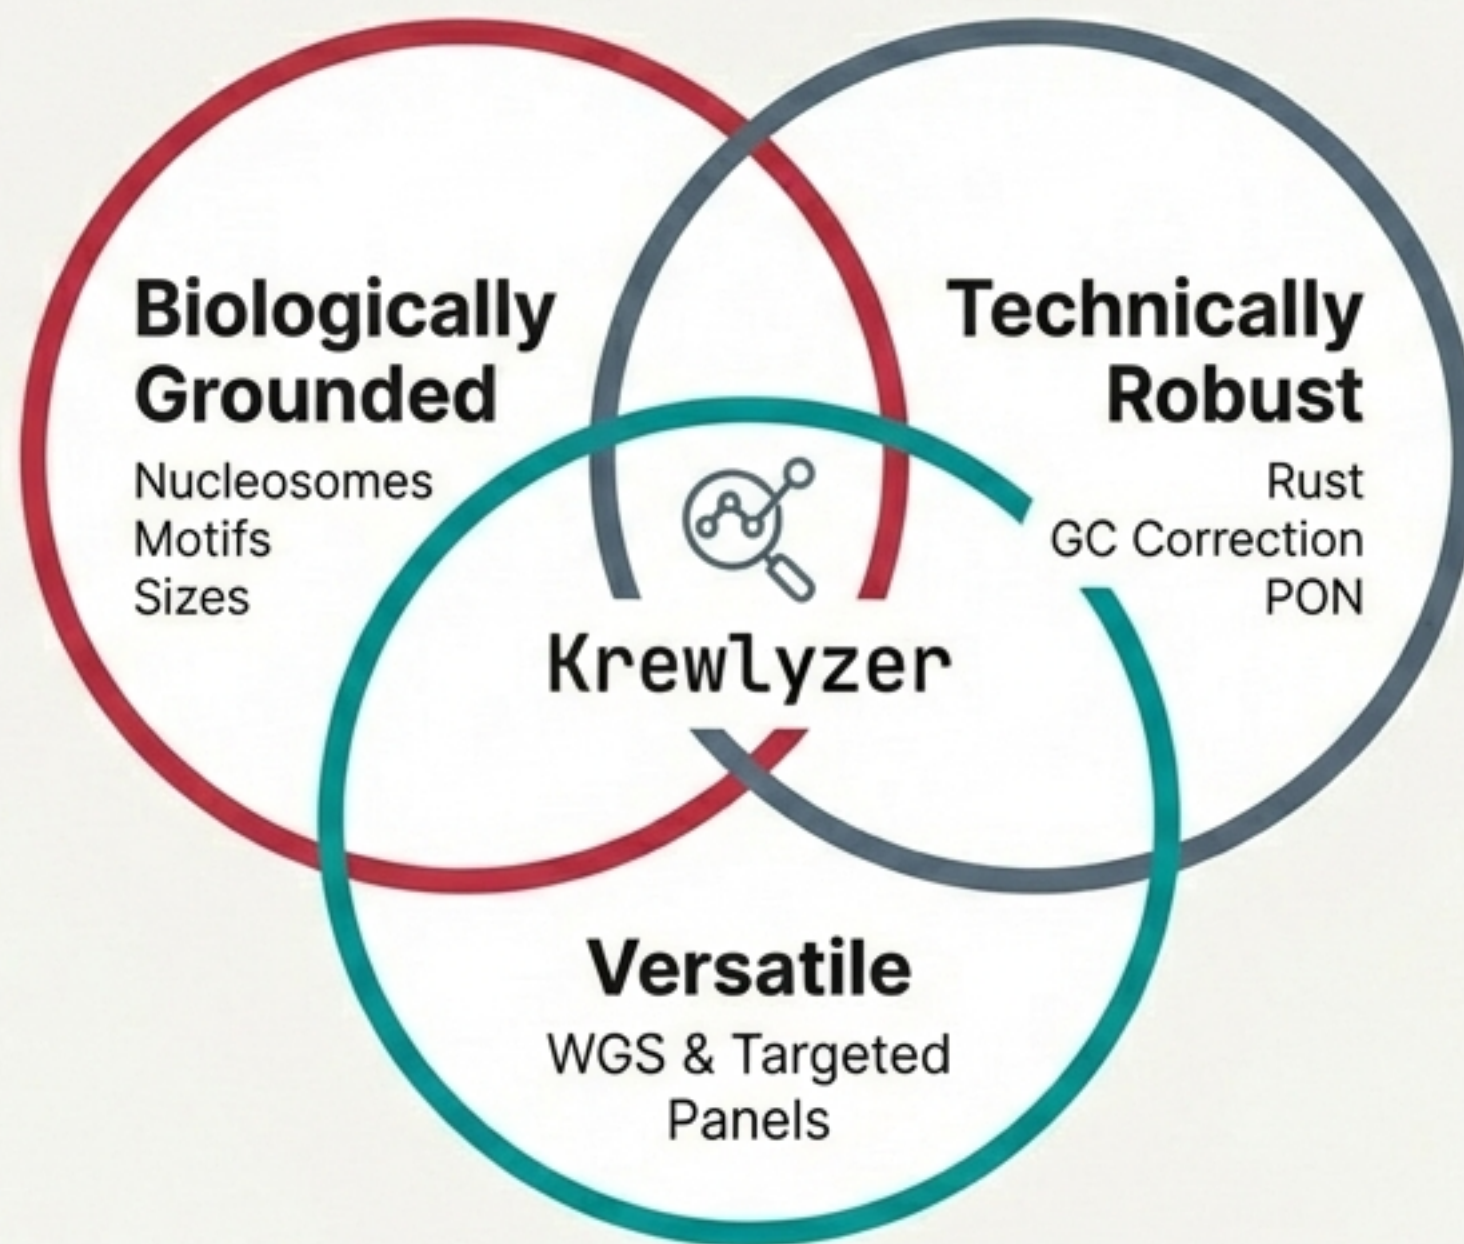 Biologically
Grounded
Nucleosomes
Motifs
Sizes
Technically
Robust
Rust
GC Correction
PON
Krewlyzer
Versatile
WGS & Targeted
Panels